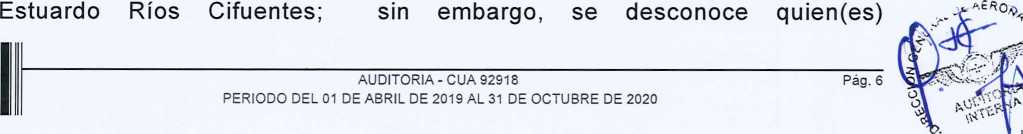 Estuardo Ríos Cifuentes; sin embargo, se desconoce quien(es)
AUDITORIA - CUA 92918
Pág. 6
PERIODO DEL 01 DE ABRIL DE 2019 AL 31 DE OCTUBRE DE 2020